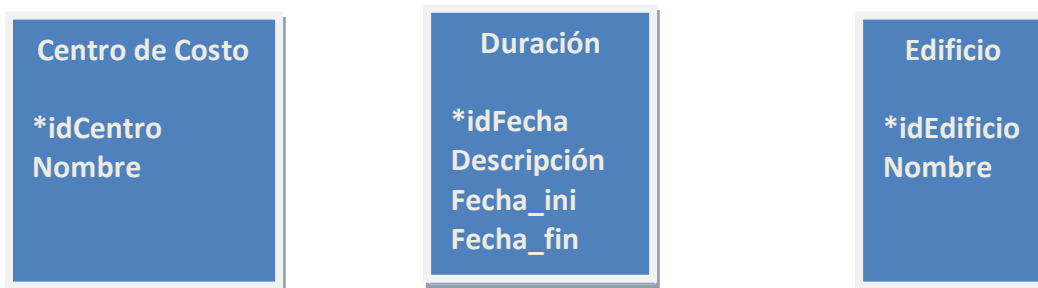 Centro de Costo
*idCentro
Nombre
Duración
*idFecha
Descripción
Fecha_ini
Fecha_fin
Edificio
*idEdificio
Nombre